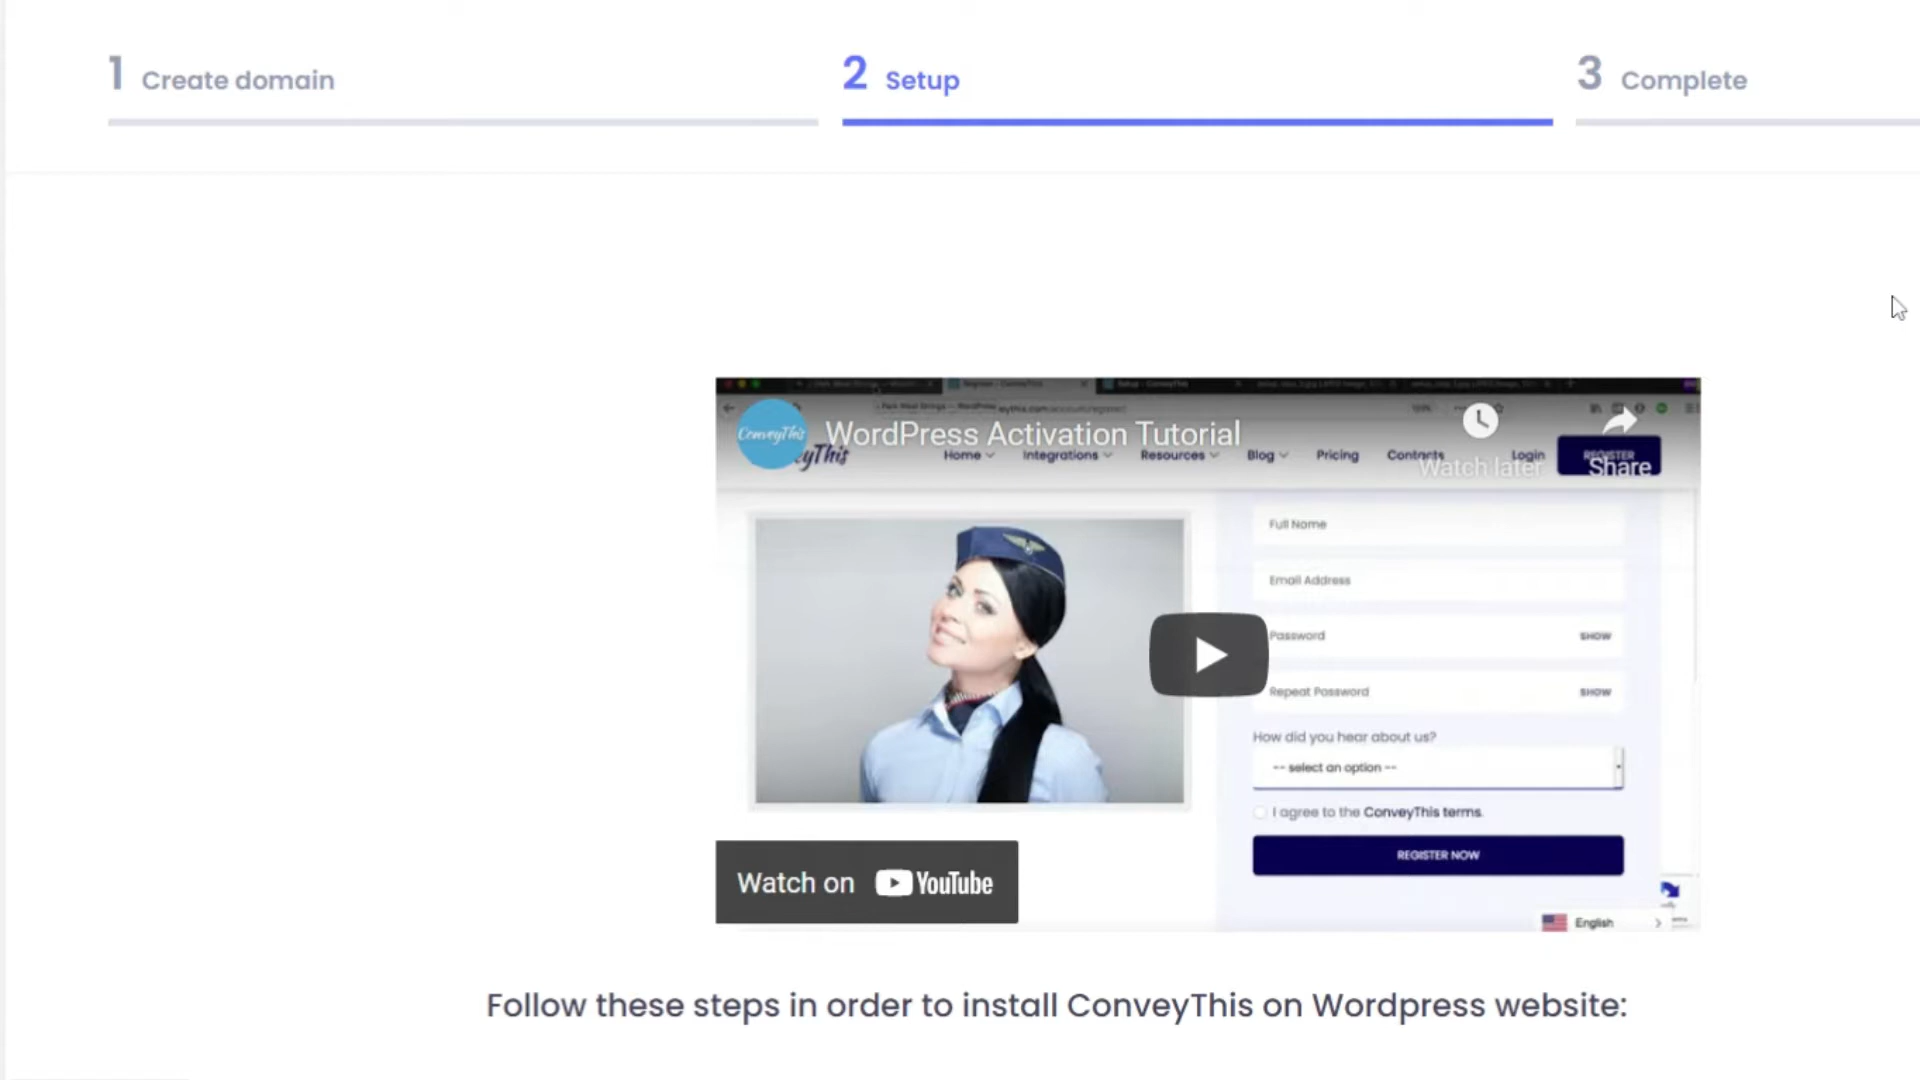 1 Create domain
2 Setup
3 Complete
ConveyThis
WordPress Activation Tutorial
Home
Integrations
Resources
Blog
Pricing
Contacts
Login
REGISTER
Watch later
Share
Full Name
Email Address
Password
SHOW
Repeat Password
SHOW
How did you hear about us?
-- select an option --
I agree to the ConveyThis terms.
REGISTER NOW
Watch on YouTube
English
Follow these steps in order to install ConveyThis on Wordpress website: